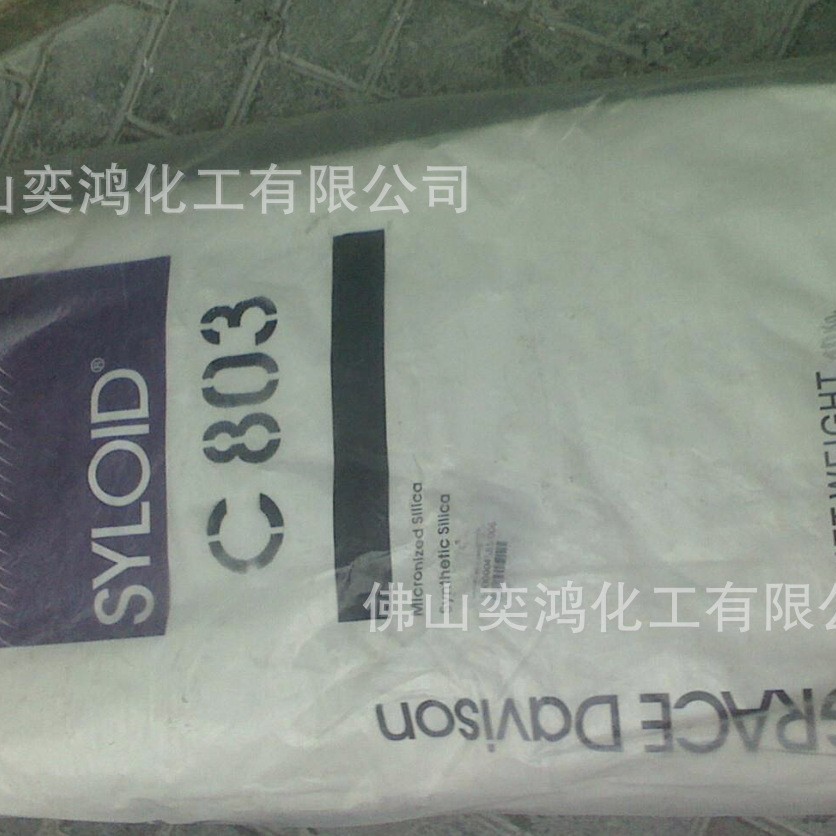 山奕鸿化工有限公司
SYLOID®
C 803
Micronized Silica
Synthetic Silica
WEIGHT
佛山奕鸿化工有限公
GRACE Davison